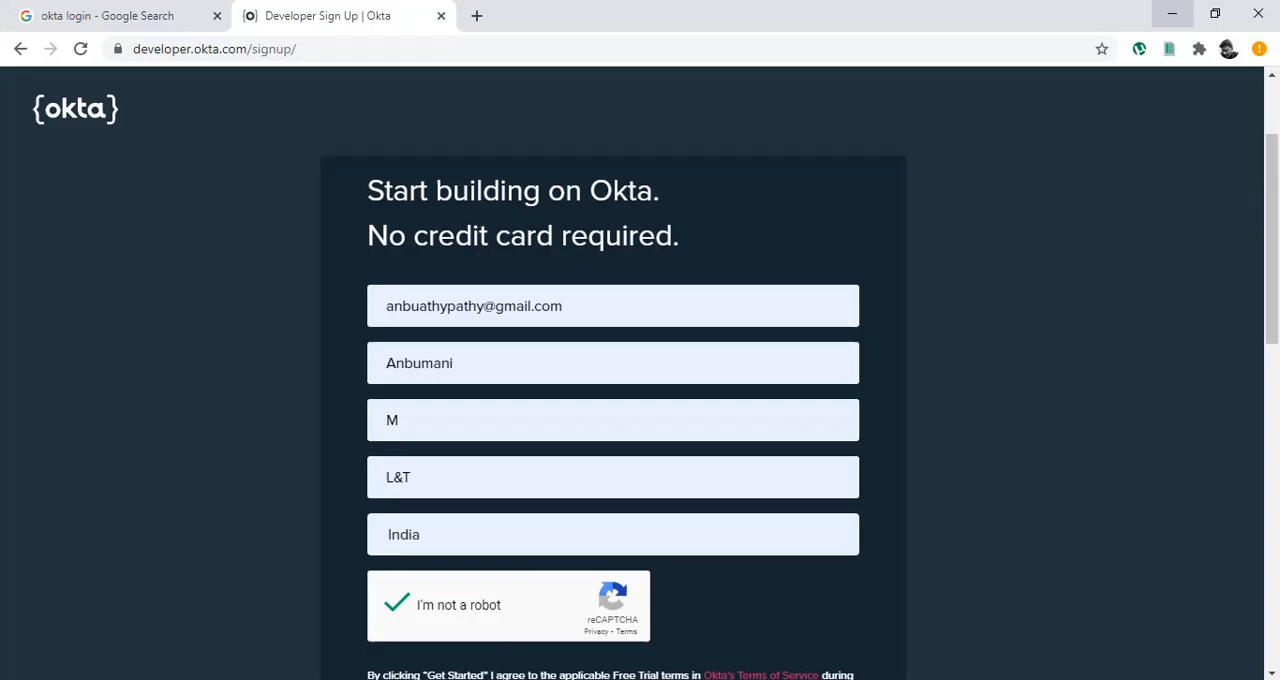 okta login - Google Search
Developer Sign Up | Okta
developer.okta.com/signup/
{okta}
Start building on Okta.
No credit card required.
anbuathypathy@gmail.com
Anbumani
M
L&T
India
I'm not a robot
reCAPTCHA
Privacy - Terms
By clicking "Get Started" I agree to the applicable Free Trial terms in Okta's Terms of Service during